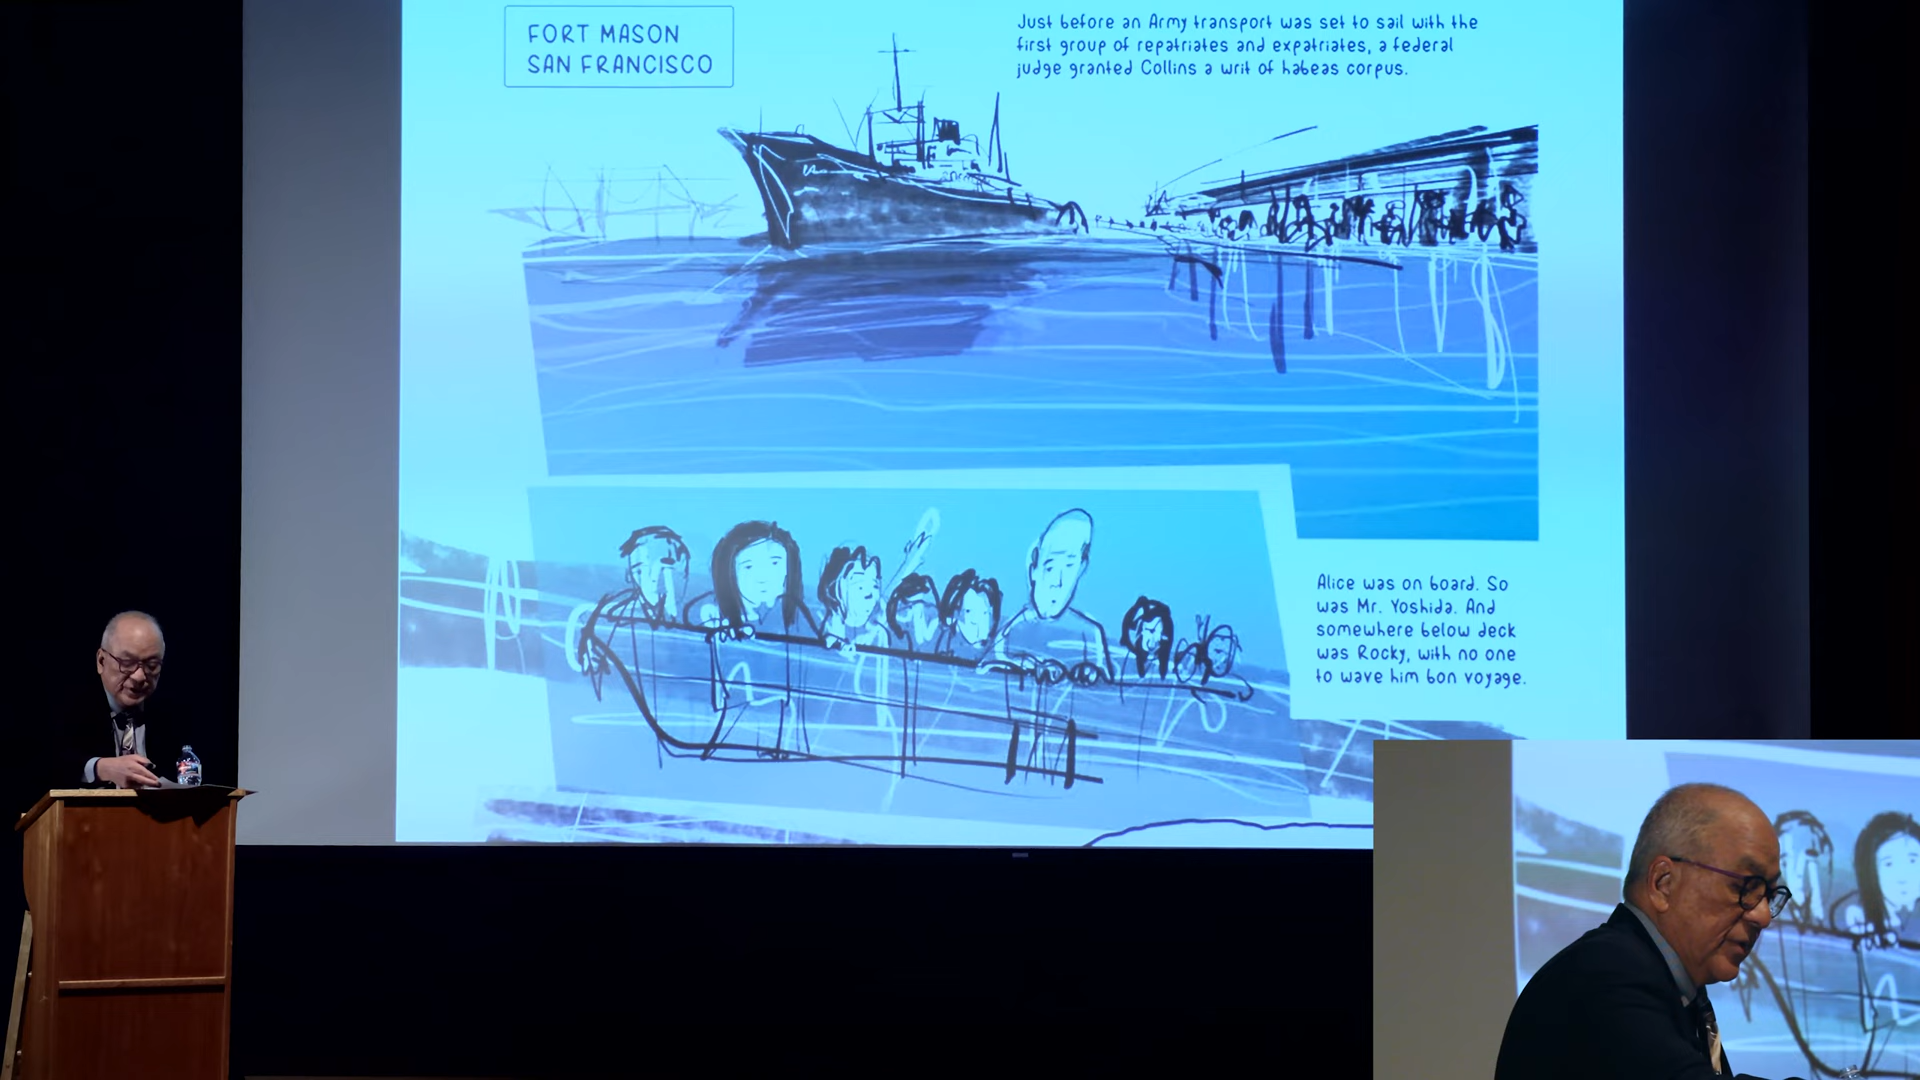 FORT MASON
SAN FRANCISCO
Just before an Army transport was set to sail with the
first group of repatriates and expatriates, a federal
judge granted Collins a writ of habeas corpus.
Alice was on board. So
was Mr. Yoshida. And
somewhere below deck
was Rocky, with no one
to wave him bon voyage.